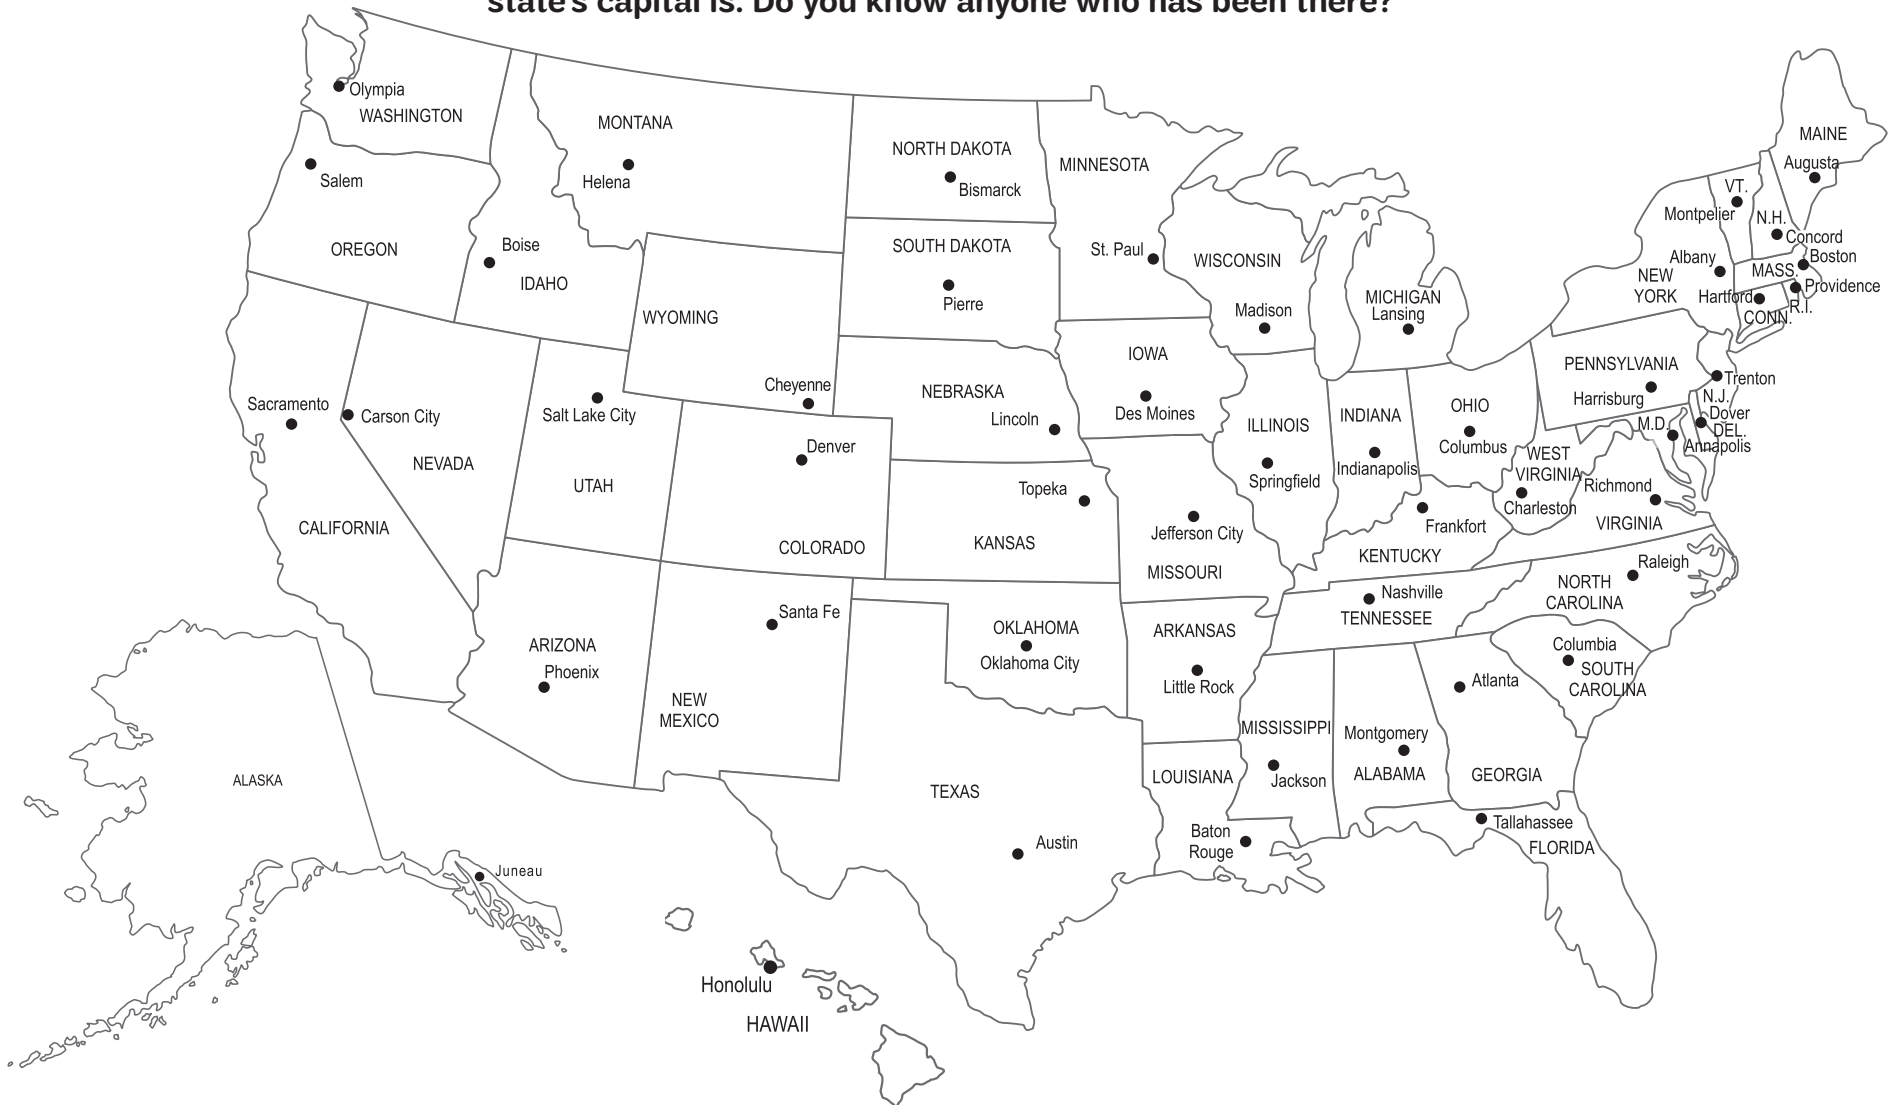 state's capital is. Do you know anyone who has been there?
Olympia
WASHINGTON
MONTANA
Helena
NORTH DAKOTA
Bismarck
MINNESOTA
St. Paul
MAINE
Augusta
VT.
Montpelier
N.H.
Concord
Boston
MASS.
Albany
NEW
YORK
Hartford
Providence
R.I.
CONN.
Salem
OREGON
Boise
IDAHO
WYOMING
Cheyenne
SOUTH DAKOTA
Pierre
WISCONSIN
Madison
MICHIGAN
Lansing
IOWA
Des Moines
NEBRASKA
Lincoln
PENNSYLVANIA
Harrisburg
Trenton
N.J.
Dover
DEL.
M.D.
Annapolis
Sacramento
CALIFORNIA
Carson City
NEVADA
Salt Lake City
UTAH
Denver
COLORADO
Topeka
KANSAS
Jefferson City
MISSOURI
ILLINOIS
Springfield
INDIANA
Indianapolis
OHIO
Columbus
WEST
VIRGINIA
Charleston
Richmond
VIRGINIA
Frankfort
KENTUCKY
Nashville
TENNESSEE
Raleigh
NORTH
CAROLINA
Columbia
SOUTH
CAROLINA
ARIZONA
Phoenix
Santa Fe
NEW
MEXICO
OKLAHOMA
Oklahoma City
ARKANSAS
Little Rock
MISSISSIPPI
Jackson
Montgomery
ALABAMA
Atlanta
GEORGIA
TEXAS
Austin
LOUISIANA
Baton
Rouge
Tallahassee
FLORIDA
ALASKA
Juneau
Honolulu
HAWAII